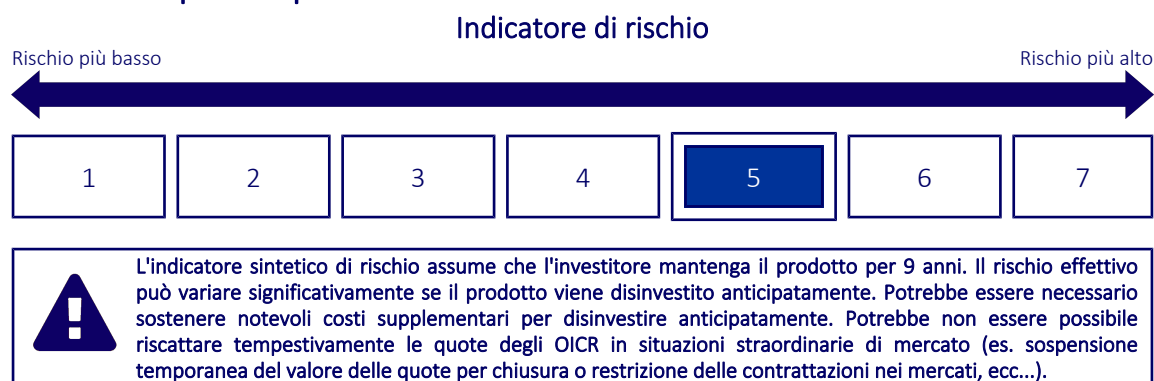 Indicatore di rischio
Rischio più basso
Rischio più alto
1
2
3
4
5
6
7
L'indicatore sintetico di rischio assume che l'investitore mantenga il prodotto per 9 anni. Il rischio effettivo
può variare significativamente se il prodotto viene disinvestito anticipatamente. Potrebbe essere necessario
sostenere notevoli costi supplementari per disinvestire anticipatamente. Potrebbe non essere possibile
riscattare tempestivamente le quote degli OICR in situazioni straordinarie di mercato (es. sospensione
temporanea del valore delle quote per chiusura o restrizione delle contrattazioni nei mercati, ecc...).